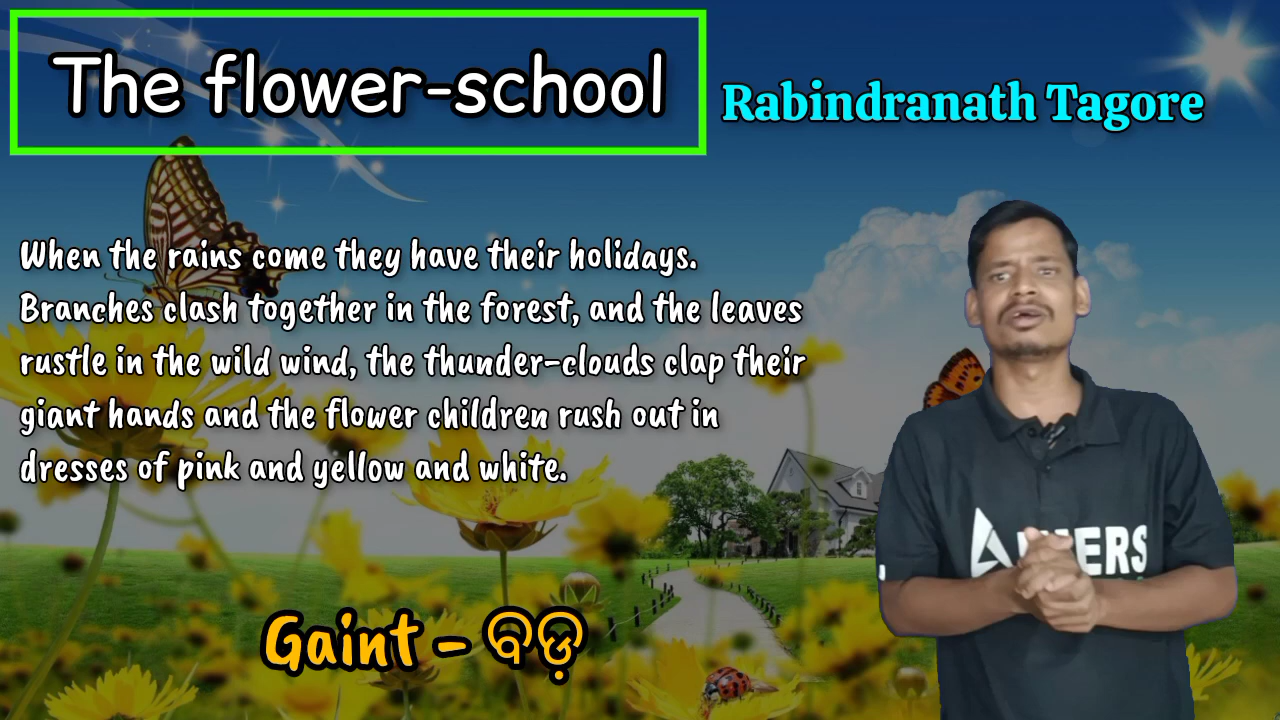 The flower-school
Rabindranath Tagore
When the rains come they have their holidays.
Branches clash together in the forest, and the leaves
rustle in the wild wind, the thunder-clouds clap their
giant hands and the flower children rush out in
dresses of pink and yellow and white.
Gaint - ବଡ଼